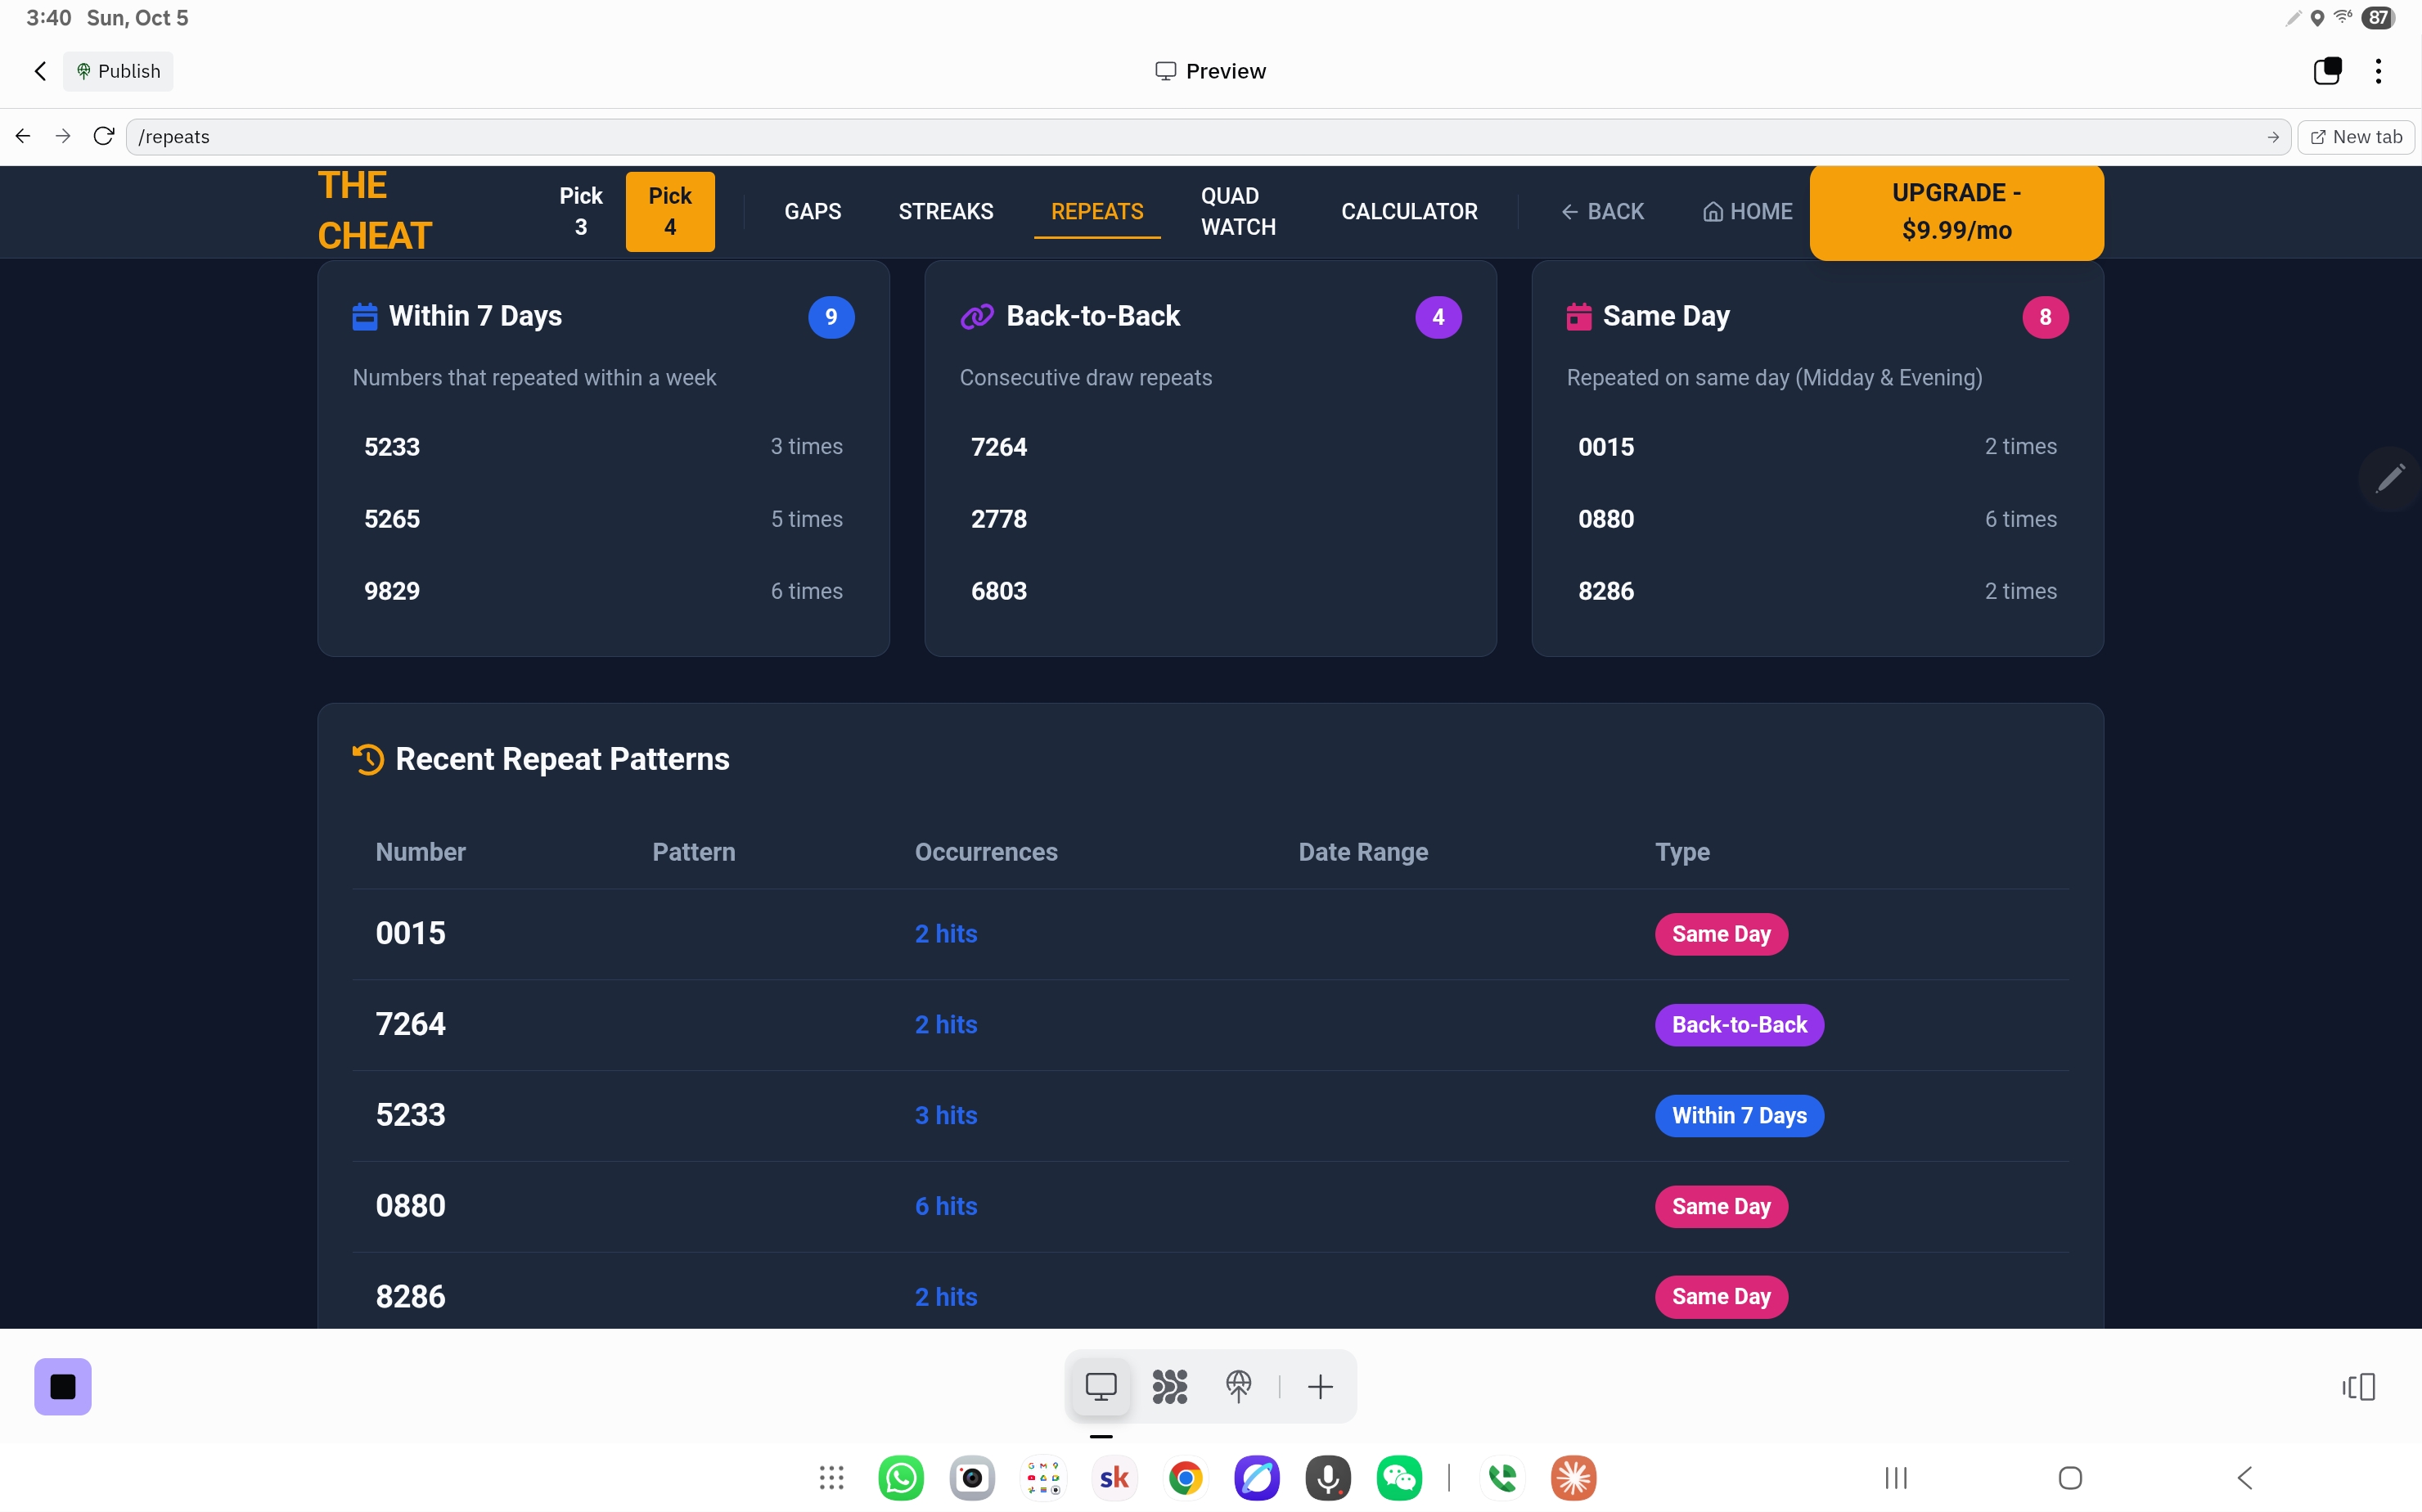 3:40 Sun, Oct 5
87
Publish
Preview
/repeats
New tab
THE
CHEAT
Pick
3
Pick
4
GAPS
STREAKS
REPEATS
QUAD
WATCH
CALCULATOR
BACK
HOME
UPGRADE -
$9.99/mo
Within 7 Days
9
Numbers that repeated within a week
5233 3 times
5265 5 times
9829 6 times
Back-to-Back
4
Consecutive draw repeats
7264
2778
6803
Same Day
8
Repeated on same day (Midday & Evening)
0015 2 times
0880 6 times
8286 2 times
Recent Repeat Patterns
Number Pattern Occurrences Date Range Type
0015 2 hits Same Day
7264 2 hits Back-to-Back
5233 3 hits Within 7 Days
0880 6 hits Same Day
8286 2 hits Same Day
sk